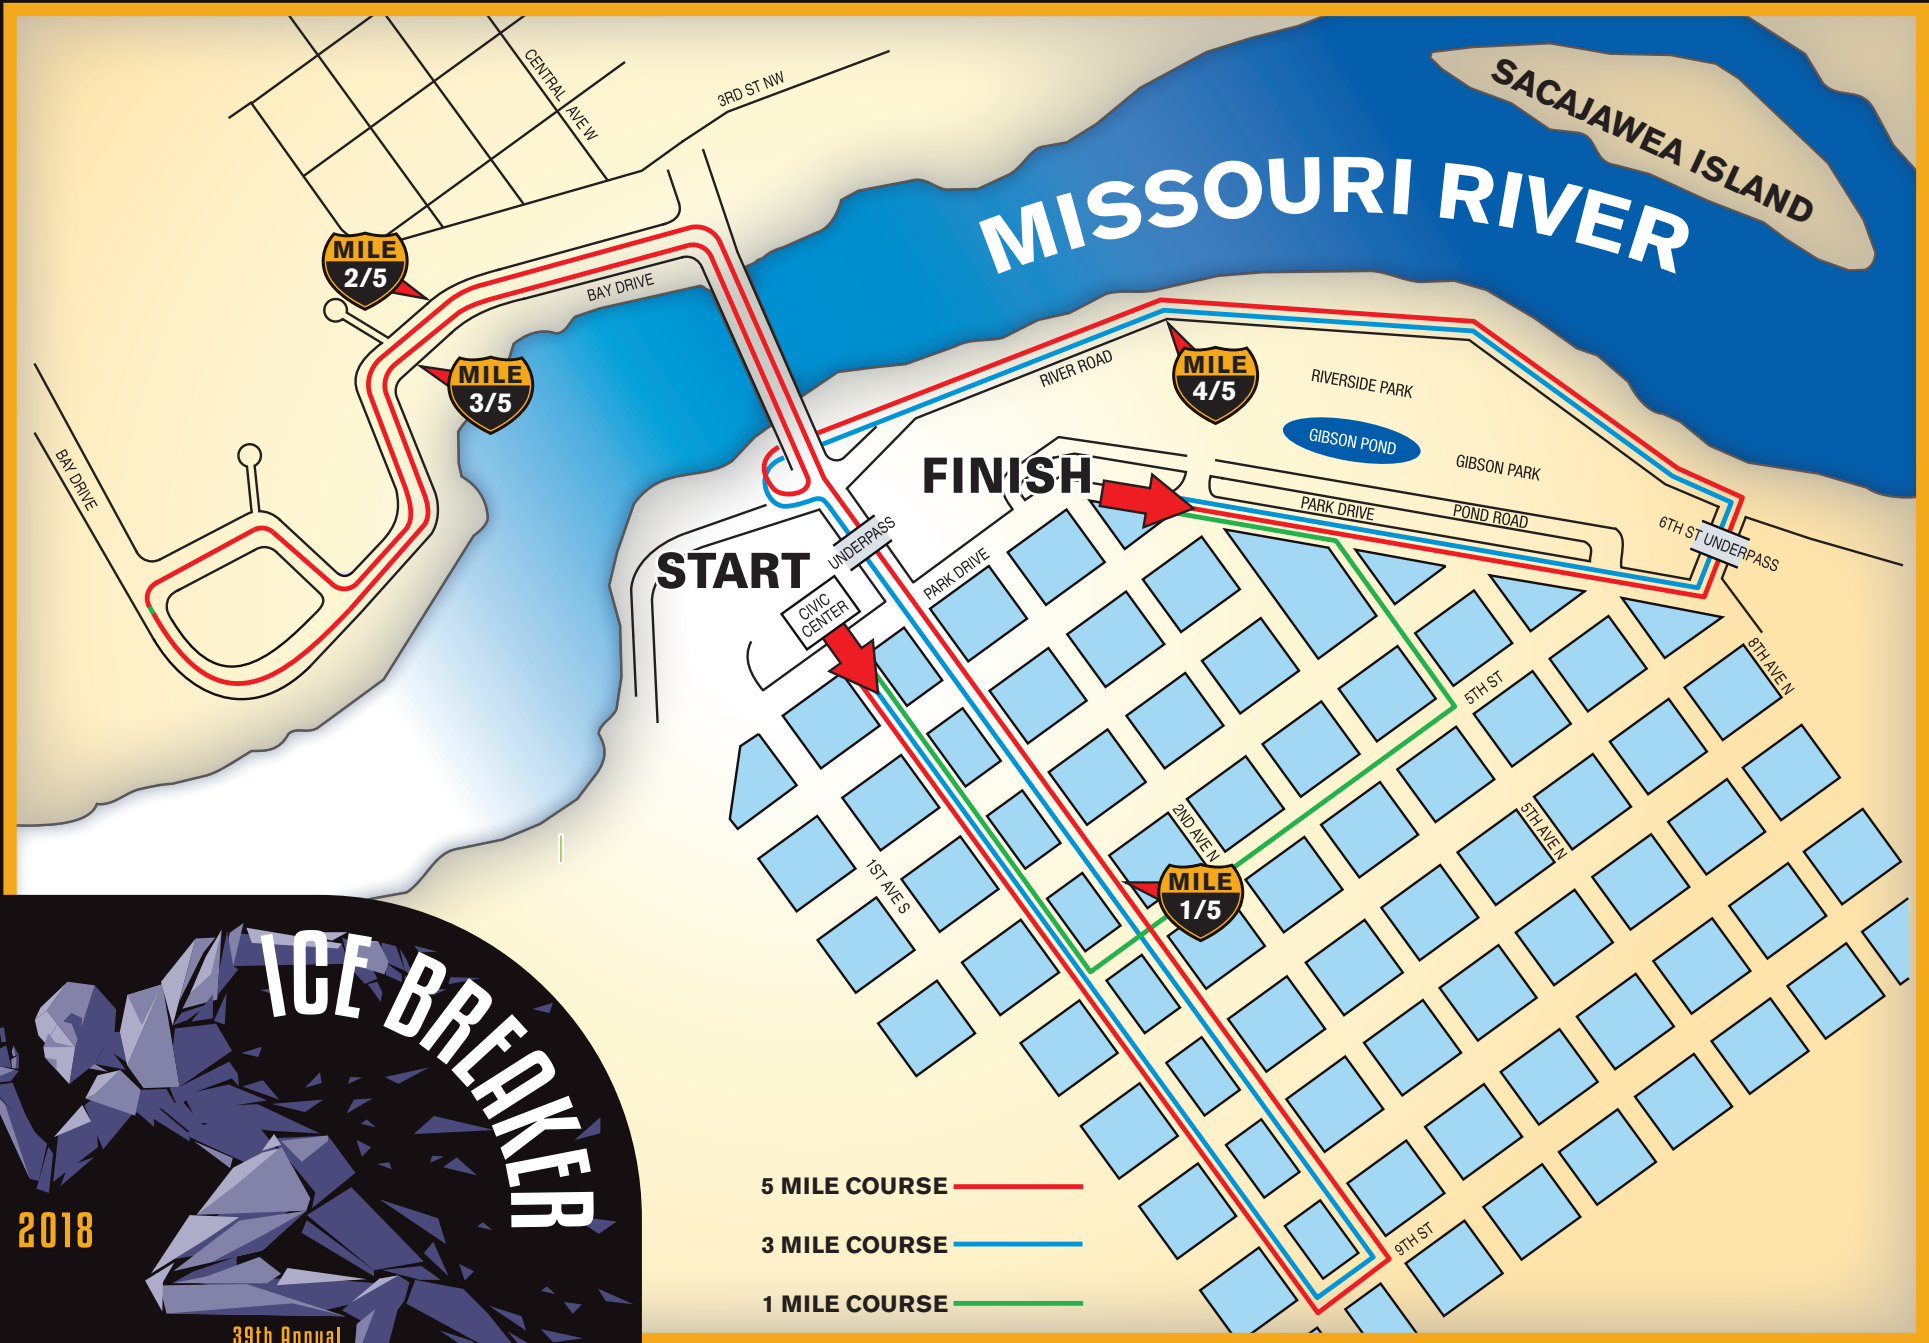 CENTRAL AVE W
3RD ST NW
SACAJAWEA ISLAND
MISSOURI RIVER
MILE
2/5
BAY DRIVE
MILE
3/5
RIVER ROAD
MILE
4/5
RIVERSIDE PARK
GIBSON POND
GIBSON PARK
BAY DRIVE
FINISH
PARK DRIVE
POND ROAD
6TH ST UNDERPASS
UNDERPASS
START
PARK DRIVE
CIVIC
CENTER
8TH AVE N
5TH ST
2ND AVE N
5TH AVE N
1ST AVE S
MILE
1/5
ICE BREAKER
2018
39th Annual
5 MILE COURSE
3 MILE COURSE
1 MILE COURSE
9TH ST